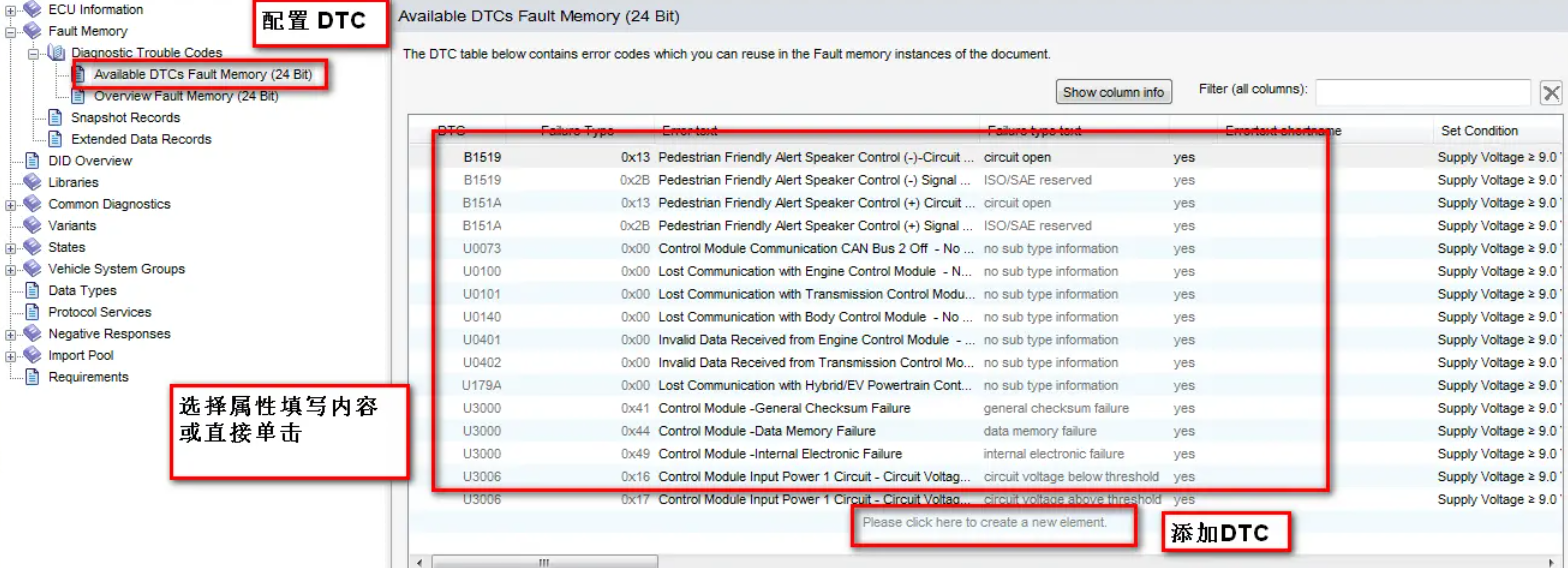 ECU Information
Fault Memory
Diagnostic Trouble Codes
Available DTCs Fault Memory (24 Bit)
Overview Fault Memory (24 Bit)
Snapshot Records
Extended Data Records
DID Overview
Libraries
Common Diagnostics
Variants
States
Vehicle System Groups
Data Types
Protocol Services
Negative Responses
Import Pool
Requirements
配置 DTC
选择属性填写内容
或直接单击
Available DTCs Fault Memory (24 Bit)
The DTC table below contains error codes which you can reuse in the Fault memory instances of the document.
Show column info Filter (all columns):
DTC Failure Type Error text Failure type text Errortext shortname Set Condition
B1519 0x13 Pedestrian Friendly Alert Speaker Control (-)-Circuit ... circuit open yes Supply Voltage ≥ 9.0
B1519 0x2B Pedestrian Friendly Alert Speaker Control (-) Signal ... ISO/SAE reserved yes Supply Voltage ≥ 9.0
B151A 0x13 Pedestrian Friendly Alert Speaker Control (+) Circuit ... circuit open yes Supply Voltage ≥ 9.0
B151A 0x2B Pedestrian Friendly Alert Speaker Control (+) Signal ... ISO/SAE reserved yes Supply Voltage ≥ 9.0
U0073 0x00 Control Module Communication CAN Bus 2 Off - No ... no sub type information yes Supply Voltage ≥ 9.0
U0100 0x00 Lost Communication with Engine Control Module - N... no sub type information yes Supply Voltage ≥ 9.0
U0101 0x00 Lost Communication with Transmission Control Modu... no sub type information yes Supply Voltage ≥ 9.0
U0140 0x00 Lost Communication with Body Control Module - No ... no sub type information yes Supply Voltage ≥ 9.0
U0401 0x00 Invalid Data Received from Engine Control Module - ... no sub type information yes Supply Voltage ≥ 9.0
U0402 0x00 Invalid Data Received from Transmission Control Mo... no sub type information yes Supply Voltage ≥ 9.0
U179A 0x00 Lost Communication with Hybrid/EV Powertrain Cont... no sub type information yes Supply Voltage ≥ 9.0
U3000 0x41 Control Module -General Checksum Failure general checksum failure yes Supply Voltage ≥ 9.0
U3000 0x44 Control Module -Data Memory Failure data memory failure yes Supply Voltage ≥ 9.0
U3000 0x49 Control Module -Internal Electronic Failure internal electronic failure yes Supply Voltage ≥ 9.0
U3006 0x16 Control Module Input Power 1 Circuit - Circuit Voltag... circuit voltage below threshold yes Supply Voltage ≥ 9.0
U3006 0x17 Control Module Input Power 1 Circuit - Circuit Voltag... circuit voltage above threshold yes Supply Voltage ≥ 9.0
Please click here to create a new element.
添加DTC